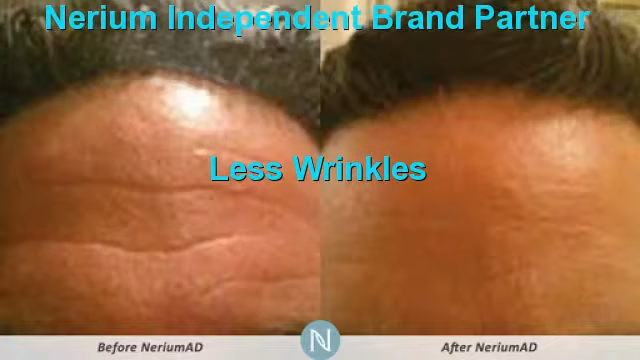 Nerium Independent Brand Partner
Less Wrinkles
Before NeriumAD
N
After NeriumAD